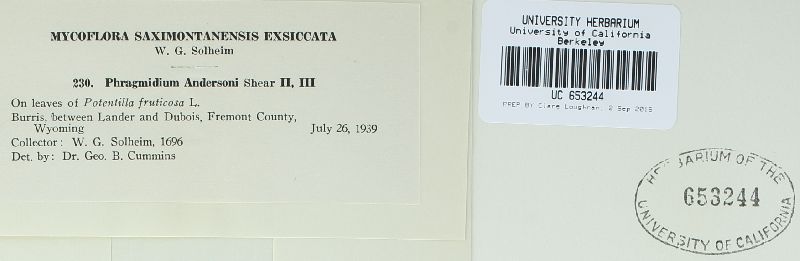 MYCOFLORA SAXIMONTANENSIS EXSICCATA
W. G. Solheim
230. Phragmidium Andersoni Shear II, III
On leaves of Potentilla fruticosa L.
Burris, between Lander and Dubois, Fremont County,
Wyoming July 26, 1939
Collector: W. G. Solheim, 1696
Det. by: Dr. Geo. B. Cummins
UNIVERSITY HERBARIUM
University of California
Berkeley
UC 653244
PREP BY Clare Loughran, 2 Sep 2015
HERBARIUM OF THE
653244
UNIVERSITY OF CALIFORNIA